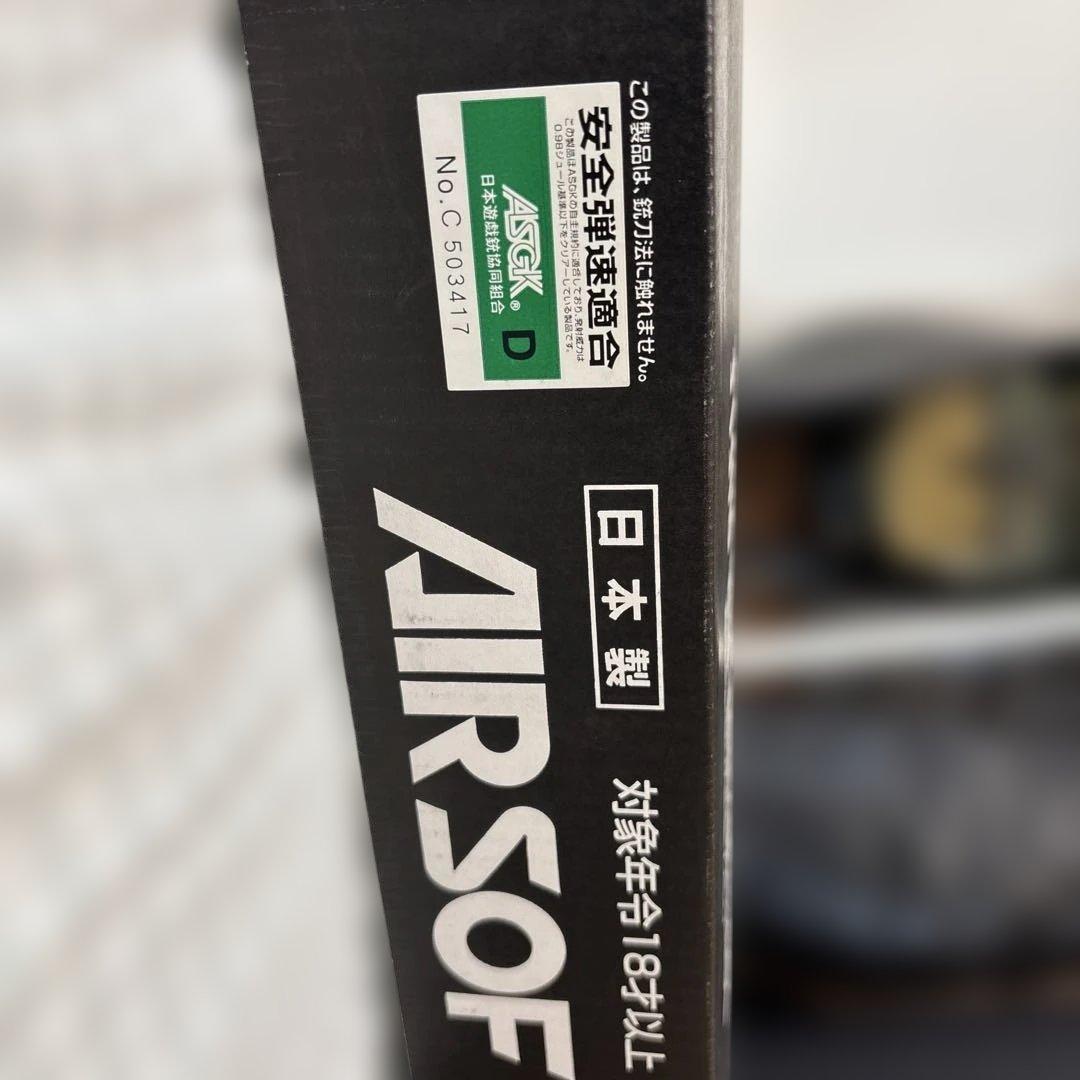 この製品は、銃刀法に触れません。
安全弾速適合
この製品はASGKの自主規約に適合しており、発射威力は
0.98ジュール基準以下をクリアーしている製品です。
ASGK® D
日本遊戯銃協同組合
No.C 503417
日本製
対象年令18才以上
AIRSOF